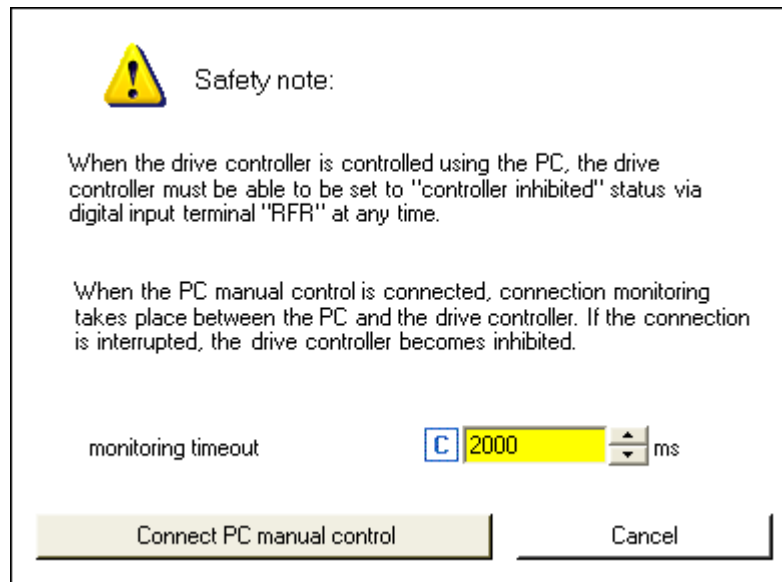 Safety note:
When the drive controller is controlled using the PC, the drive
controller must be able to be set to "controller inhibited" status via
digital input terminal "RFR" at any time.
When the PC manual control is connected, connection monitoring
takes place between the PC and the drive controller. If the connection
is interrupted, the drive controller becomes inhibited.
monitoring timeout C 2000 ms
Connect PC manual control Cancel